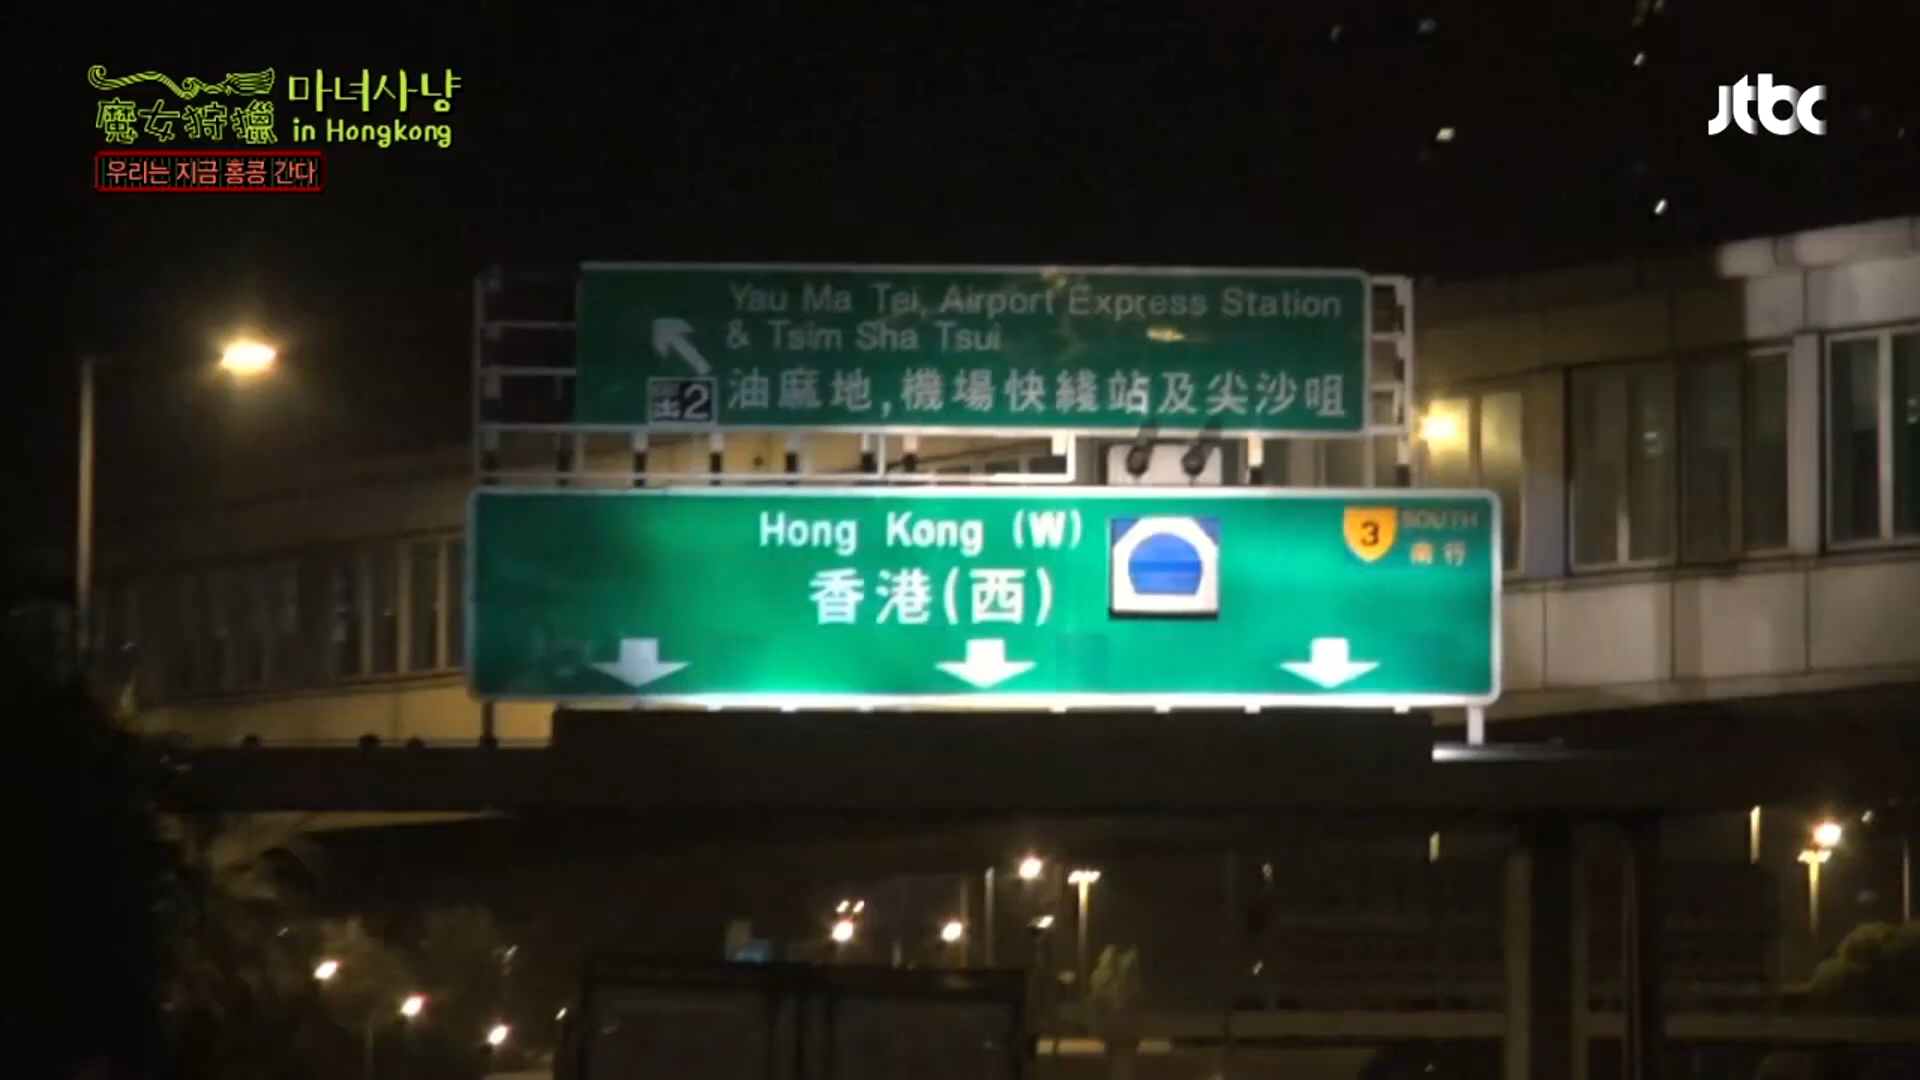 魔女狩獵 마녀사냥
in Hongkong
우리는 지금 홍콩 간다
jtbc
Yau Ma Tei, Airport Express Station
& Tsim Sha Tsui
出2 油麻地,機場快綫站及尖沙咀
Hong Kong (W)
香港(西)
3 SOUTH
南行